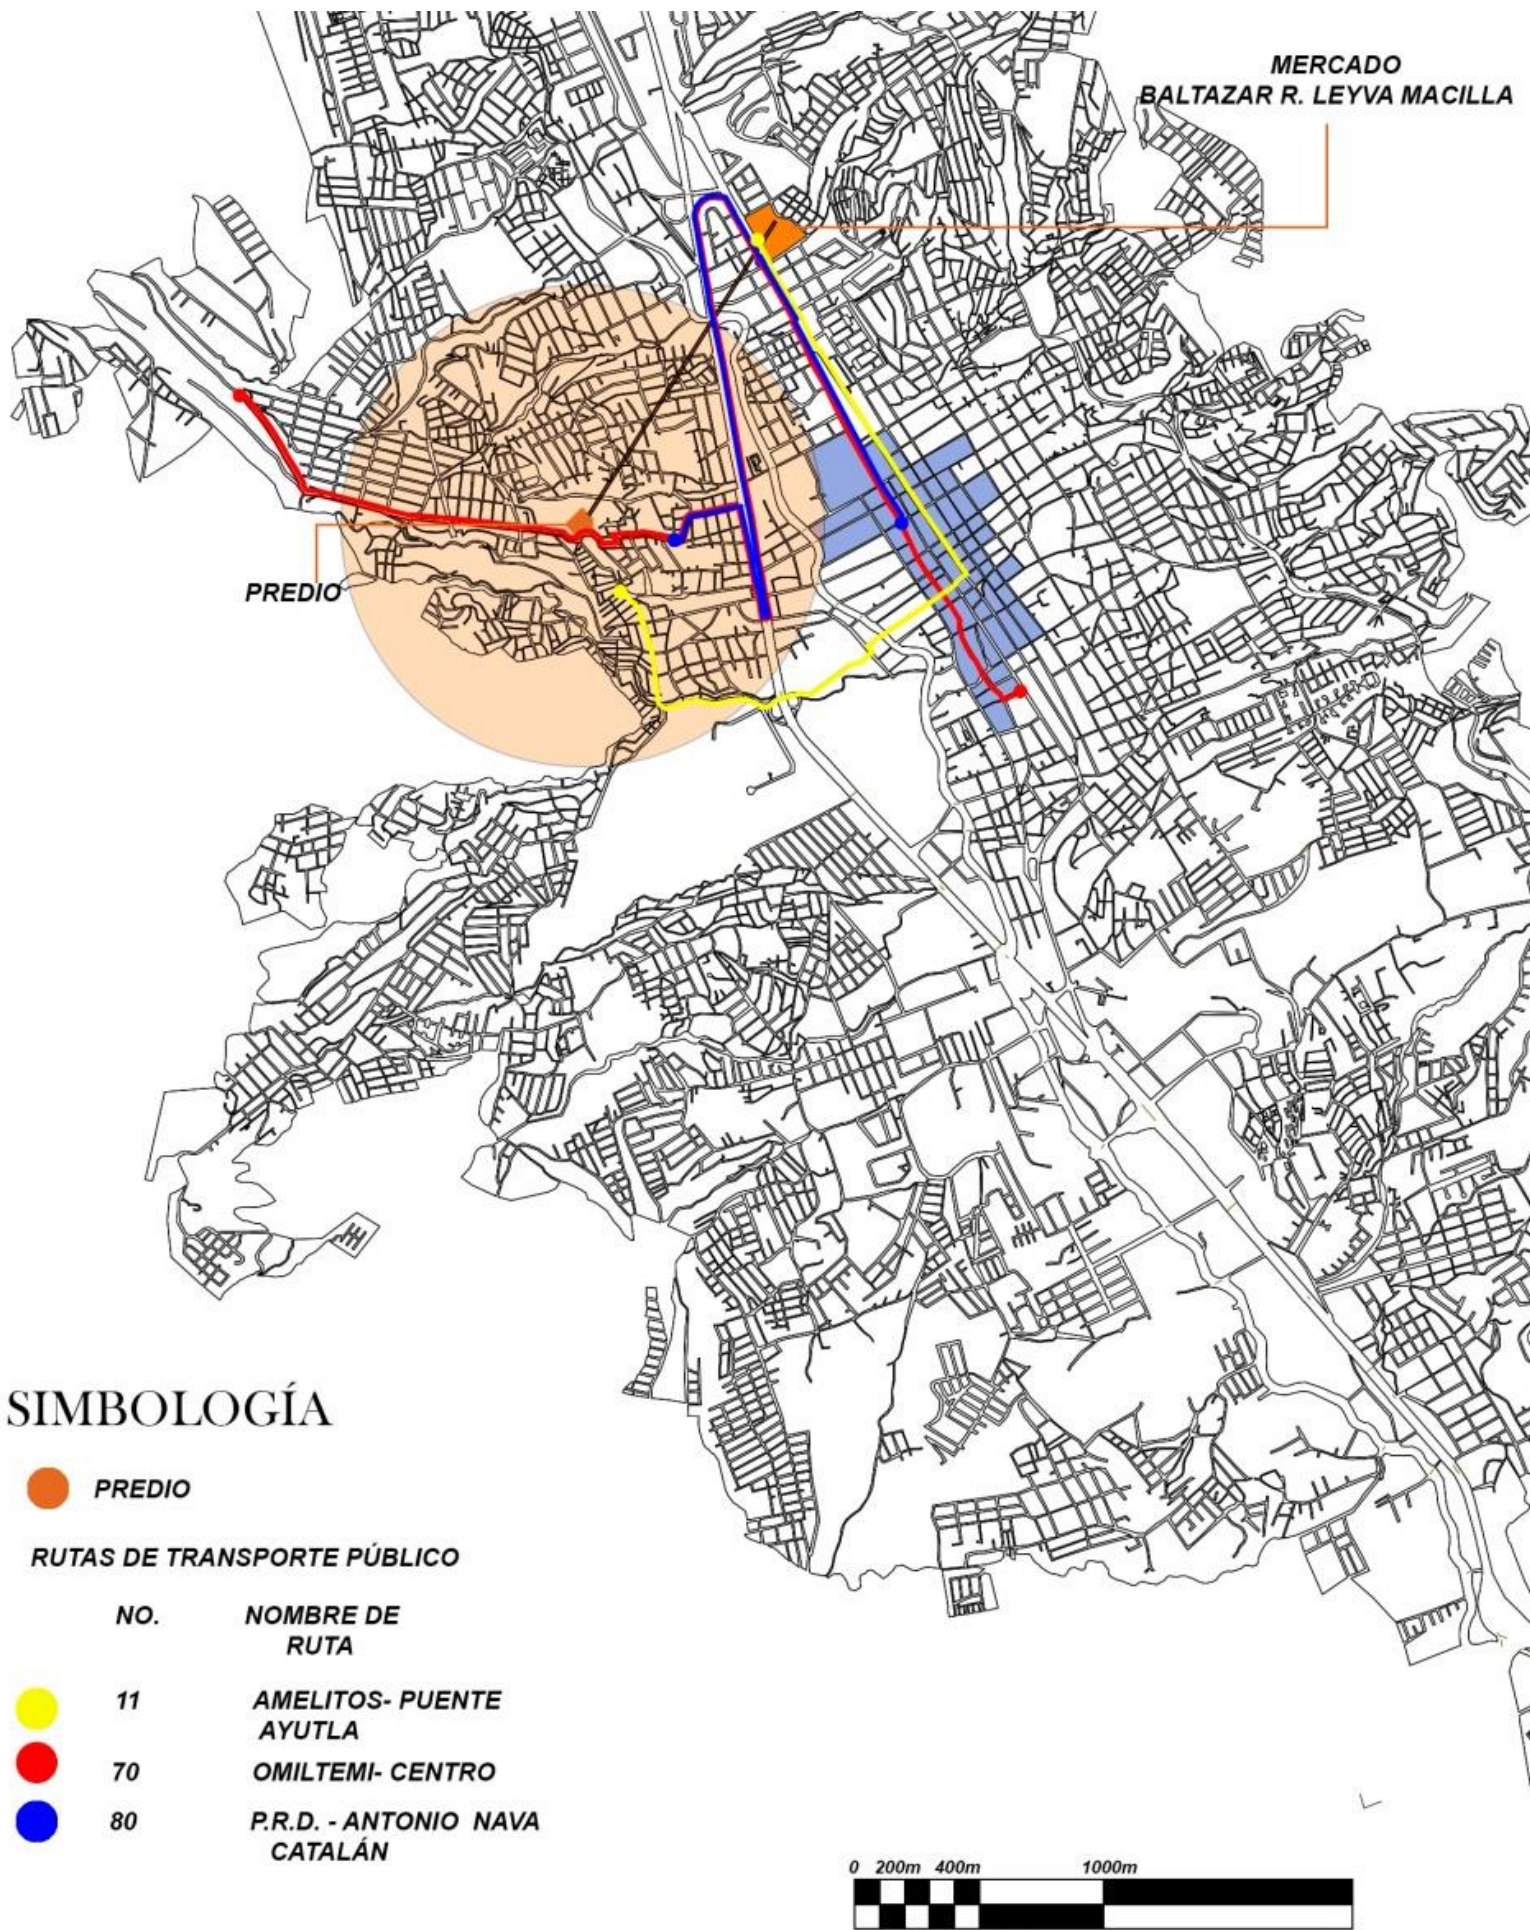 MERCADO
BALTAZAR R. LEYVA MACILLA
PREDIO
SIMBOLOGÍA
PREDIO
RUTAS DE TRANSPORTE PÚBLICO
NO. NOMBRE DE
RUTA
11 AMELITOS- PUENTE
AYUTLA
70 OMILTEMI- CENTRO
80 P.R.D. - ANTONIO NAVA
CATALÁN
0 200m 400m 1000m